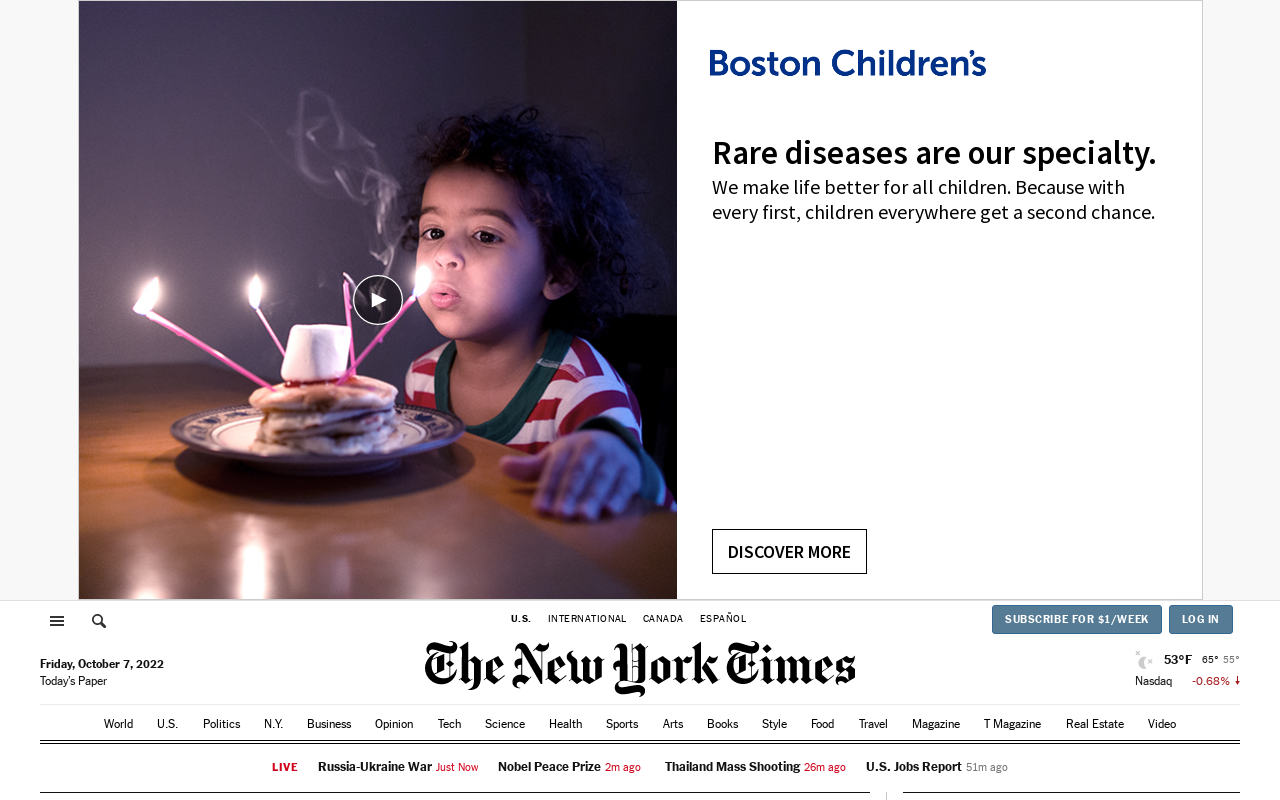 Boston Children's
Rare diseases are our specialty.
We make life better for all children. Because with
every first, children everywhere get a second chance.
DISCOVER MORE
U.S. INTERNATIONAL CANADA ESPAÑOL
SUBSCRIBE FOR $1/WEEK LOG IN
The New York Times
Friday, October 7, 2022
Today's Paper
53°F 65° 55°
Nasdaq -0.68%
World U.S. Politics N.Y. Business Opinion Tech Science Health Sports Arts Books Style Food Travel Magazine T Magazine Real Estate Video
LIVE Russia-Ukraine War Just Now Nobel Peace Prize 2m ago Thailand Mass Shooting 26m ago U.S. Jobs Report 51m ago